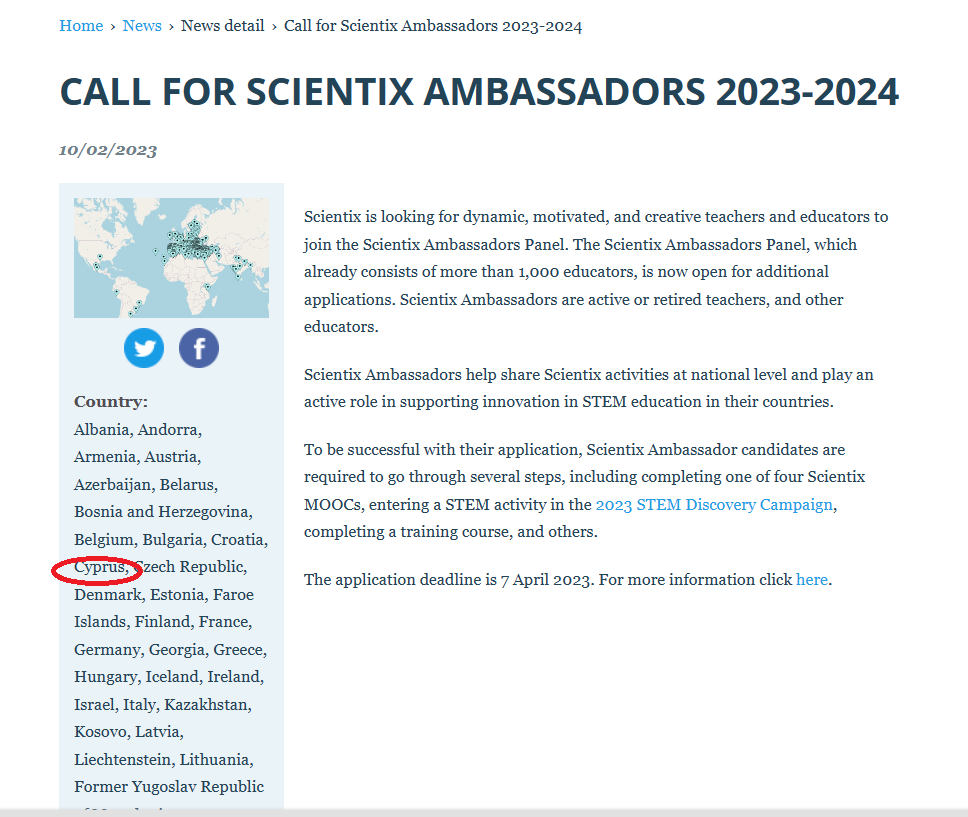 Home › News › News detail › Call for Scientix Ambassadors 2023-2024
CALL FOR SCIENTIX AMBASSADORS 2023-2024
10/02/2023
Country:
Albania, Andorra,
Armenia, Austria,
Azerbaijan, Belarus,
Bosnia and Herzegovina,
Belgium, Bulgaria, Croatia,
Cyprus, Czech Republic,
Denmark, Estonia, Faroe
Islands, Finland, France,
Germany, Georgia, Greece,
Hungary, Iceland, Ireland,
Israel, Italy, Kazakhstan,
Kosovo, Latvia,
Liechtenstein, Lithuania,
Former Yugoslav Republic
Scientix is looking for dynamic, motivated, and creative teachers and educators to
join the Scientix Ambassadors Panel. The Scientix Ambassadors Panel, which
already consists of more than 1,000 educators, is now open for additional
applications. Scientix Ambassadors are active or retired teachers, and other
educators.
Scientix Ambassadors help share Scientix activities at national level and play an
active role in supporting innovation in STEM education in their countries.
To be successful with their application, Scientix Ambassador candidates are
required to go through several steps, including completing one of four Scientix
MOOCs, entering a STEM activity in the 2023 STEM Discovery Campaign,
completing a training course, and others.
The application deadline is 7 April 2023. For more information click here.